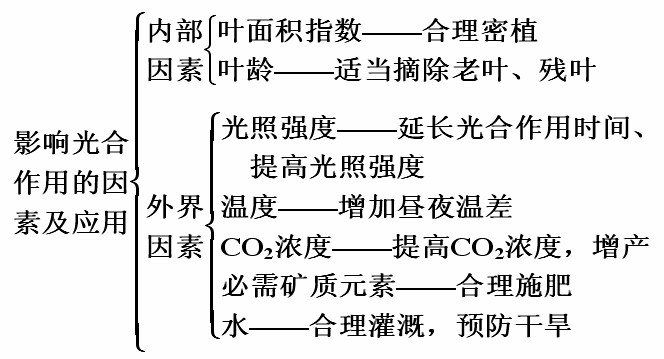 影响光合
作用的因
素及应用
内部
因素
叶面积指数——合理密植
叶龄——适当摘除老叶、残叶
外界
因素
光照强度——延长光合作用时间、
提高光照强度
温度——增加昼夜温差
CO₂浓度——提高CO₂浓度，增产
必需矿质元素——合理施肥
水——合理灌溉，预防干旱